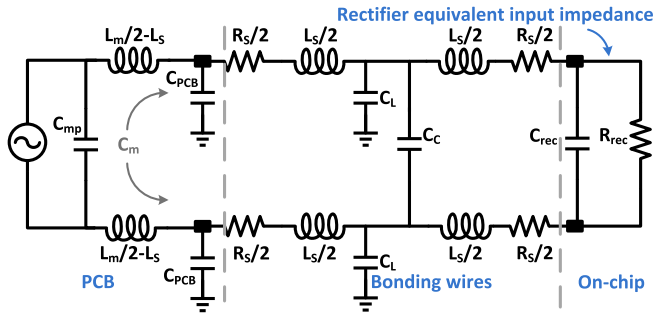 Rectifier equivalent input impedance
Lm/2-LS
RS/2
LS/2
LS/2
RS/2
CPCB
CL
Cmp
Cm
CC
Crec
Rrec
Lm/2-LS
CPCB
RS/2
LS/2
CL
LS/2
RS/2
PCB
Bonding wires
On-chip